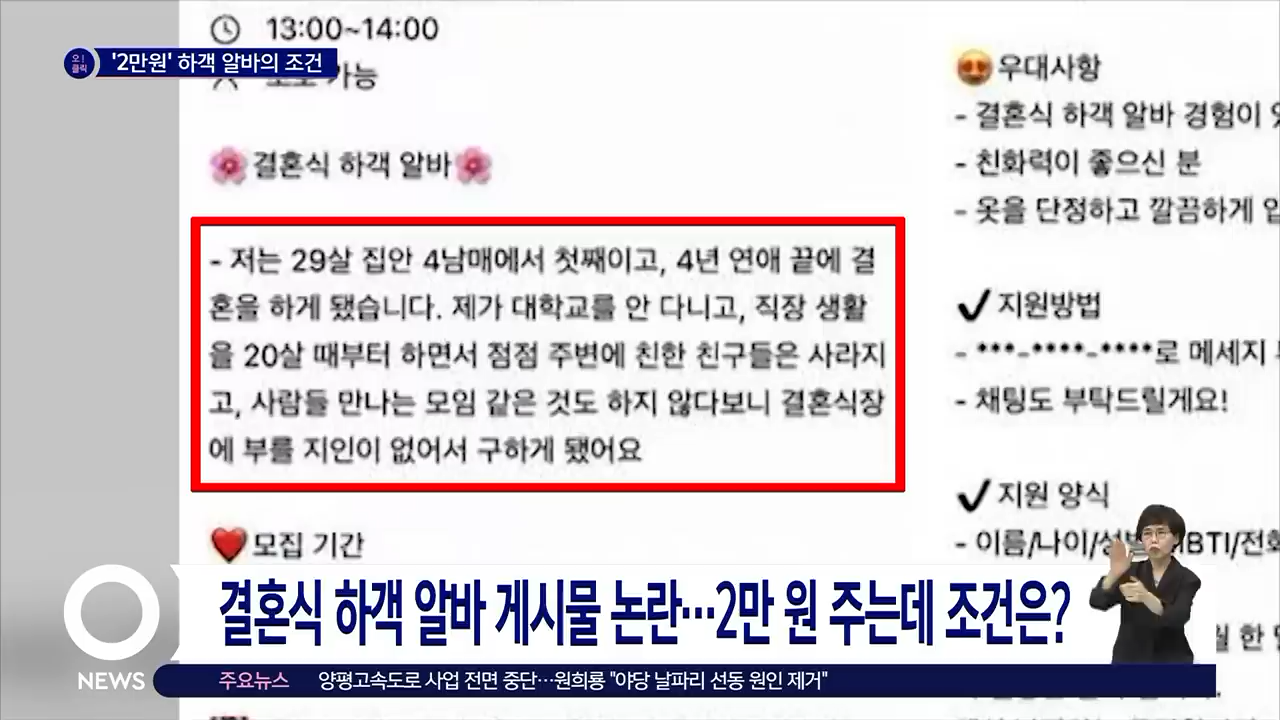 13:00~14:00
오!
클릭
'2만원' 하객 알바의 조건
가능
🌸결혼식 하객 알바🌸
- 저는 29살 집안 4남매에서 첫째이고, 4년 연애 끝에 결
혼을 하게 됐습니다. 제가 대학교를 안 다니고, 직장 생활
을 20살 때부터 하면서 점점 주변에 친한 친구들은 사라지
고, 사람들 만나는 모임 같은 것도 하지 않다보니 결혼식장
에 부를 지인이 없어서 구하게 됐어요
❤️모집 기간
😍우대사항
- 결혼식 하객 알바 경험이
- 친화력이 좋으신 분
- 옷을 단정하고 깔끔하게
✔지원방법
- ***-****-****로 메세지
- 채팅도 부탁드릴게요!
✔지원 양식
- 이름/나이/성별/MBTI/전화
월 한
결혼식 하객 알바 게시물 논란…2만 원 주는데 조건은?
NEWS
주요뉴스 양평고속도로 사업 전면 중단…원희룡 "야당 날파리 선동 원인 제거"